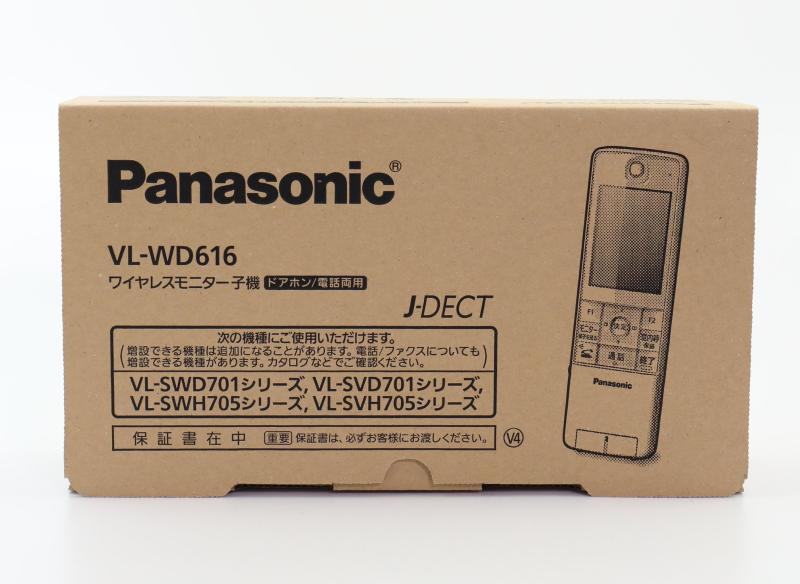 Panasonic®
VL-WD616
ワイヤレスモニター子機 ドアホン/電話両用
J-DECT
次の機種にご使用いただけます。
(増設できる機種は追加になることがあります。電話/ファクスについても
増設できる機種があります。カタログなどでご確認ください。)
VL-SWD701シリーズ, VL-SVD701シリーズ,
VL-SWH705シリーズ, VL-SVH705シリーズ
保証書在中 重要 保証書は、必ずお客様にお渡しください。 V4
F1 F2
モニター 決定
通話 終了
Panasonic